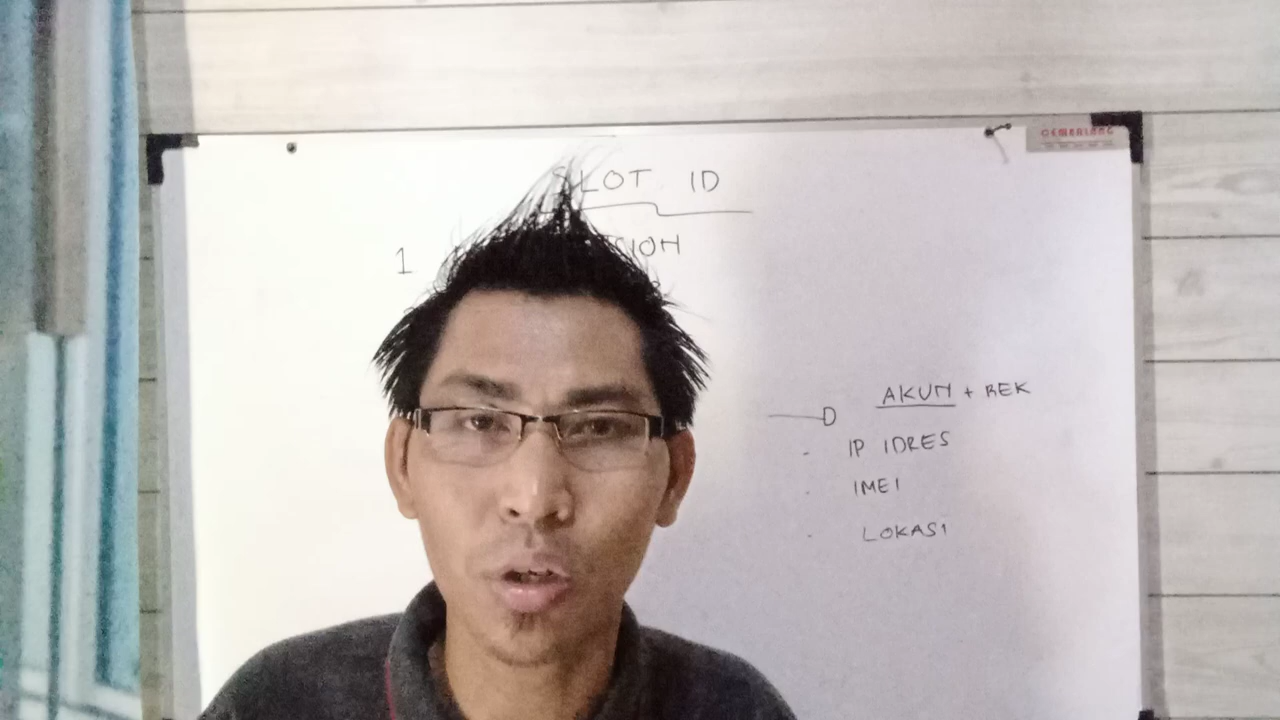 SLOT ID
1
AKUN + REK
- IP IDRES
- IMEI
- LOKASI